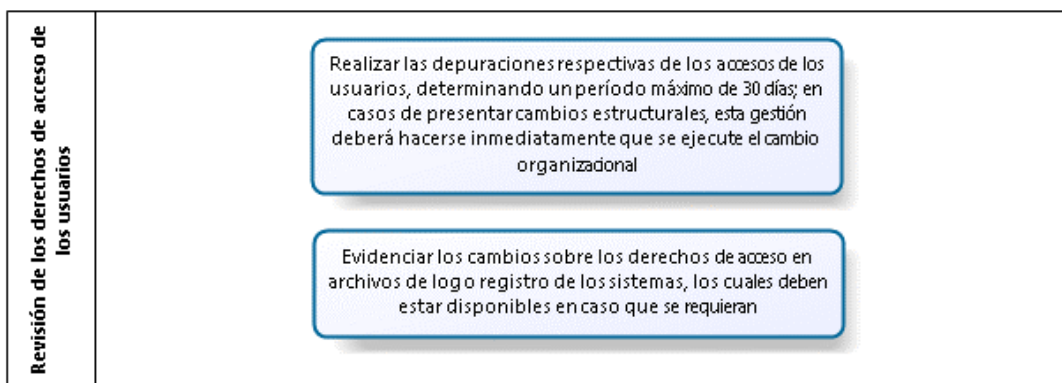 Revisión de los derechos de acceso de
los usuarios
Realizar las depuraciones respectivas de los accesos de los
usuarios, determinando un período máximo de 30 días; en
casos de presentar cambios estructurales, esta gestión
deberá hacerse inmediatamente que se ejecute el cambio
organizacional
Evidenciar los cambios sobre los derechos de acceso en
archivos de log o registro de los sistemas, los cuales deben
estar disponibles en caso que se requieran